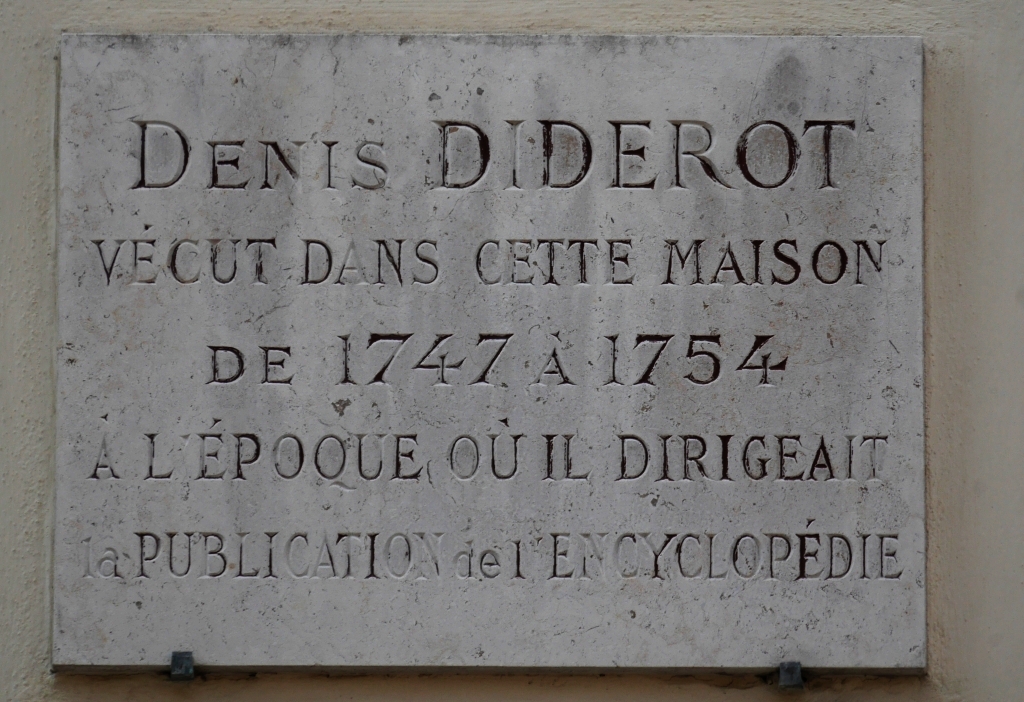 DENIS DIDEROT
VÉCUT DANS CETTE MAISON
DE 1747 À 1754
À L'ÉPOQUE OÙ IL DIRIGEAIT
la PUBLICATION de l'ENCYCLOPÉDIE